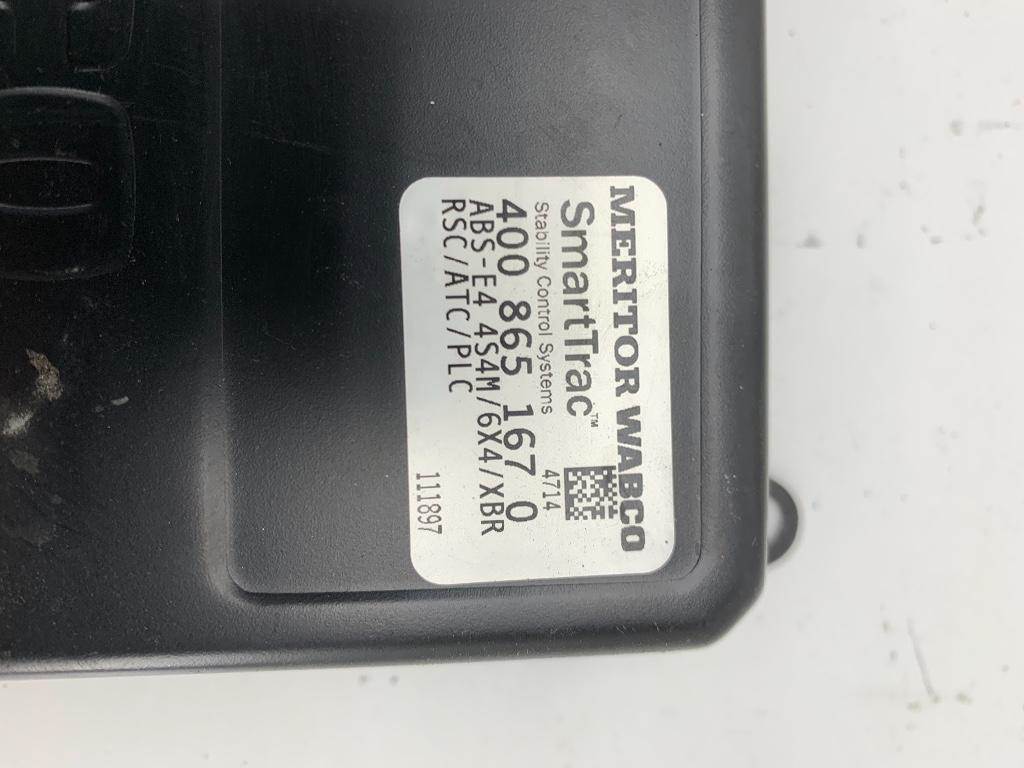 MERITOR WABCO
SmartTrac™
Stability Control Systems
4714
400 865 167 0
ABS-E4 4S4M/6X4/XBR
RSC/ATC/PLC
111897